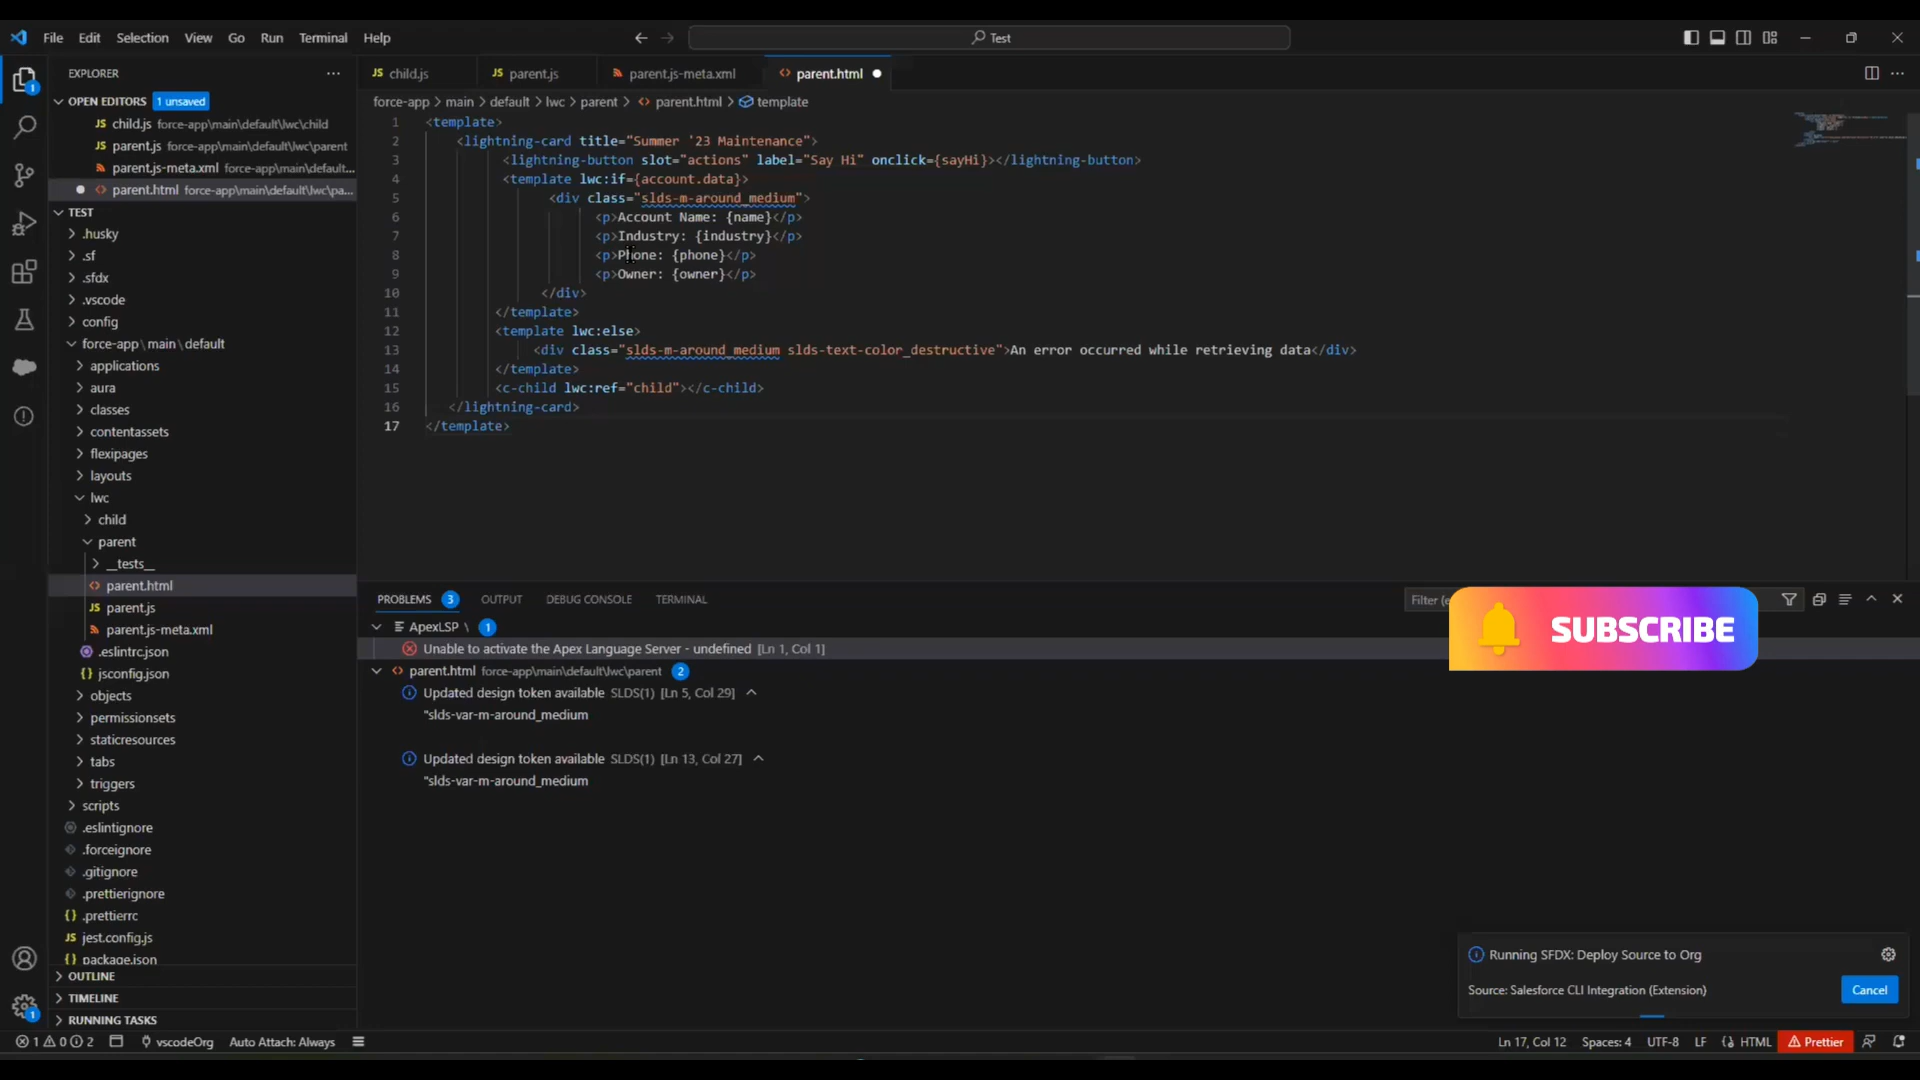 File Edit Selection View Go Run Terminal Help
Test
EXPLORER
OPEN EDITORS 1 unsaved
JS child.js force-app\main\default\lwc\child
JS parent.js force-app\main\default\lwc\parent
parent.js-meta.xml force-app\main\default...
parent.html force-app\main\default\lwc\pa...
TEST
.husky
.sf
.sfdx
.vscode
config
force-app\main\default
applications
aura
classes
contentassets
flexipages
layouts
lwc
child
parent
__tests__
parent.html
JS parent.js
parent.js-meta.xml
.eslintrc.json
{} jsconfig.json
objects
permissionsets
staticresources
tabs
triggers
scripts
.eslintignore
.forceignore
.gitignore
.prettierignore
{} .prettierrc
JS jest.config.js
{} package.json
OUTLINE
TIMELINE
RUNNING TASKS
JS child.js
JS parent.js
parent.js-meta.xml
parent.html
force-app > main > default > lwc > parent > parent.html > template
1 <template>
2 <lightning-card title="Summer '23 Maintenance">
3 <lightning-button slot="actions" label="Say Hi" onclick={sayHi}></lightning-button>
4 <template lwc:if={account.data}>
5 <div class="slds-m-around_medium">
6 <p>Account Name: {name}</p>
7 <p>Industry: {industry}</p>
8 <p>Phone: {phone}</p>
9 <p>Owner: {owner}</p>
10 </div>
11 </template>
12 <template lwc:else>
13 <div class="slds-m-around_medium slds-text-color_destructive">An error occurred while retrieving data</div>
14 </template>
15 <c-child lwc:ref="child"></c-child>
16 </lightning-card>
17 </template>
PROBLEMS 3 OUTPUT DEBUG CONSOLE TERMINAL
Filter (e
ApexLSP \ 1
Unable to activate the Apex Language Server - undefined [Ln 1, Col 1]
parent.html force-app\main\default\lwc\parent 2
Updated design token available SLDS(1) [Ln 5, Col 29]
"slds-var-m-around_medium
Updated design token available SLDS(1) [Ln 13, Col 27]
"slds-var-m-around_medium
SUBSCRIBE
Running SFDX: Deploy Source to Org
Source: Salesforce CLI Integration (Extension)
Cancel
1 0 2 vscodeOrg Auto Attach: Always
Ln 17, Col 12 Spaces: 4 UTF-8 LF HTML Prettier